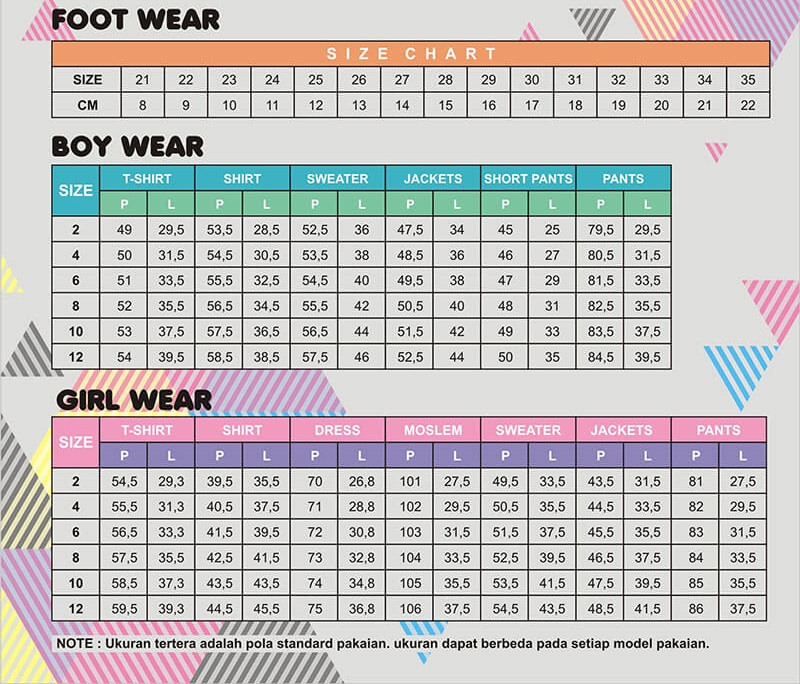 FOOT WEAR
SIZE CHART
SIZE 21 22 23 24 25 26 27 28 29 30 31 32 33 34 35
CM 8 9 10 11 12 13 14 15 16 17 18 19 20 21 22
BOY WEAR
SIZE T-SHIRT SHIRT SWEATER JACKETS SHORT PANTS PANTS
P L P L P L P L P L P L
2 49 29,5 53,5 28,5 52,5 36 47,5 34 45 25 79,5 29,5
4 50 31,5 54,5 30,5 53,5 38 48,5 36 46 27 80,5 31,5
6 51 33,5 55,5 32,5 54,5 40 49,5 38 47 29 81,5 33,5
8 52 35,5 56,5 34,5 55,5 42 50,5 40 48 31 82,5 35,5
10 53 37,5 57,5 36,5 56,5 44 51,5 42 49 33 83,5 37,5
12 54 39,5 58,5 38,5 57,5 46 52,5 44 50 35 84,5 39,5
GIRL WEAR
SIZE T-SHIRT SHIRT DRESS MOSLEM SWEATER JACKETS PANTS
P L P L P L P L P L P L P L
2 54,5 29,3 39,5 35,5 70 26,8 101 27,5 49,5 33,5 43,5 31,5 81 27,5
4 55,5 31,3 40,5 37,5 71 28,8 102 29,5 50,5 35,5 44,5 33,5 82 29,5
6 56,5 33,3 41,5 39,5 72 30,8 103 31,5 51,5 37,5 45,5 35,5 83 31,5
8 57,5 35,5 42,5 41,5 73 32,8 104 33,5 52,5 39,5 46,5 37,5 84 33,5
10 58,5 37,3 43,5 43,5 74 34,8 105 35,5 53,5 41,5 47,5 39,5 85 35,5
12 59,5 39,3 44,5 45,5 75 36,8 106 37,5 54,5 43,5 48,5 41,5 86 37,5
NOTE : Ukuran tertera adalah pola standard pakaian. ukuran dapat berbeda pada setiap model pakaian.